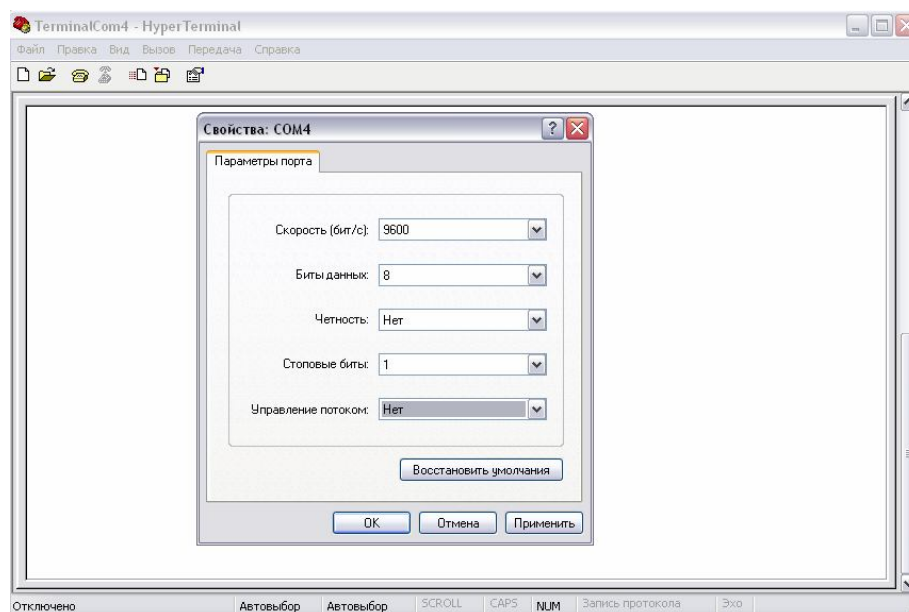 TerminalCom4 - HyperTerminal
Файл Правка Вид Вызов Передача Справка
Свойства: COM4
Параметры порта
Скорость (бит/с): 9600
Биты данных: 8
Четность: Нет
Стоповые биты: 1
Управление потоком: Нет
Восстановить умолчания
OK Отмена Применить
Отключено Автовыбор Автовыбор SCROLL CAPS NUM Запись протокола Эхо